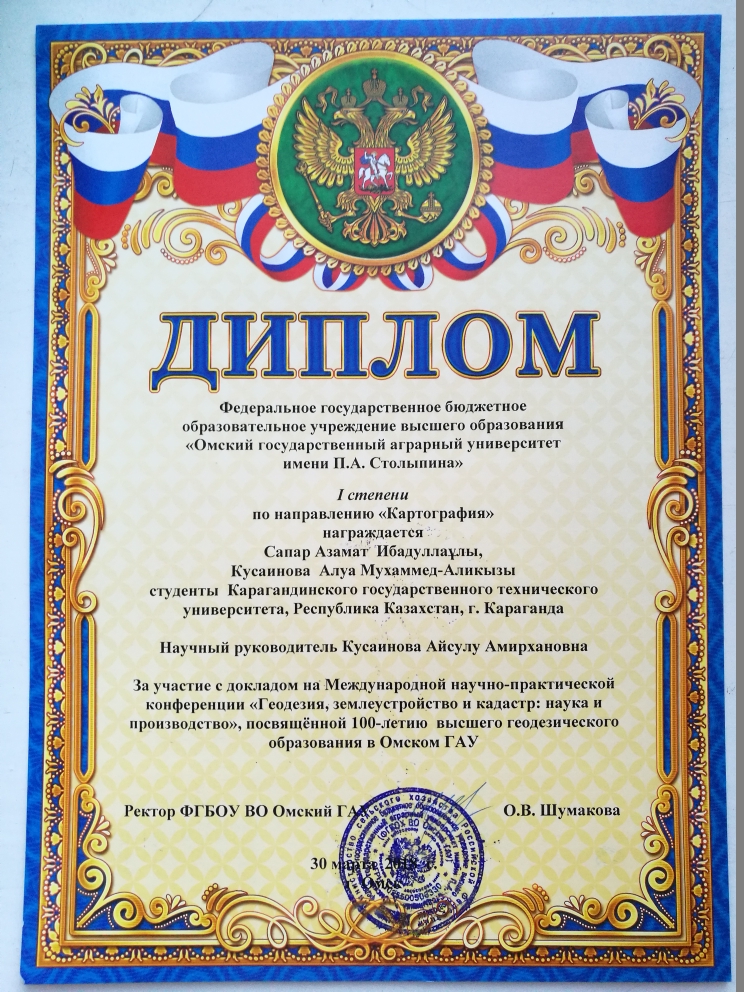 ДИПЛОМ
Федеральное государственное бюджетное
образовательное учреждение высшего образования
«Омский государственный аграрный университет
имени П.А. Столыпина»
I степени
по направлению «Картография»
награждается
Сапар Азамат Ибадуллаұлы,
Кусаинова Алуа Мухаммед-Аликызы
студенты Карагандинского государственного технического
университета, Республика Казахстан, г. Караганда
Научный руководитель Кусаинова Айсулу Амирхановна
За участие с докладом на Международной научно-практической
конференции «Геодезия, землеустройство и кадастр: наука и
производство», посвящённой 100-летию высшего геодезического
образования в Омском ГАУ
Ректор ФГБОУ ВО Омский ГАУ О.В. Шумакова
30 марта
Омск